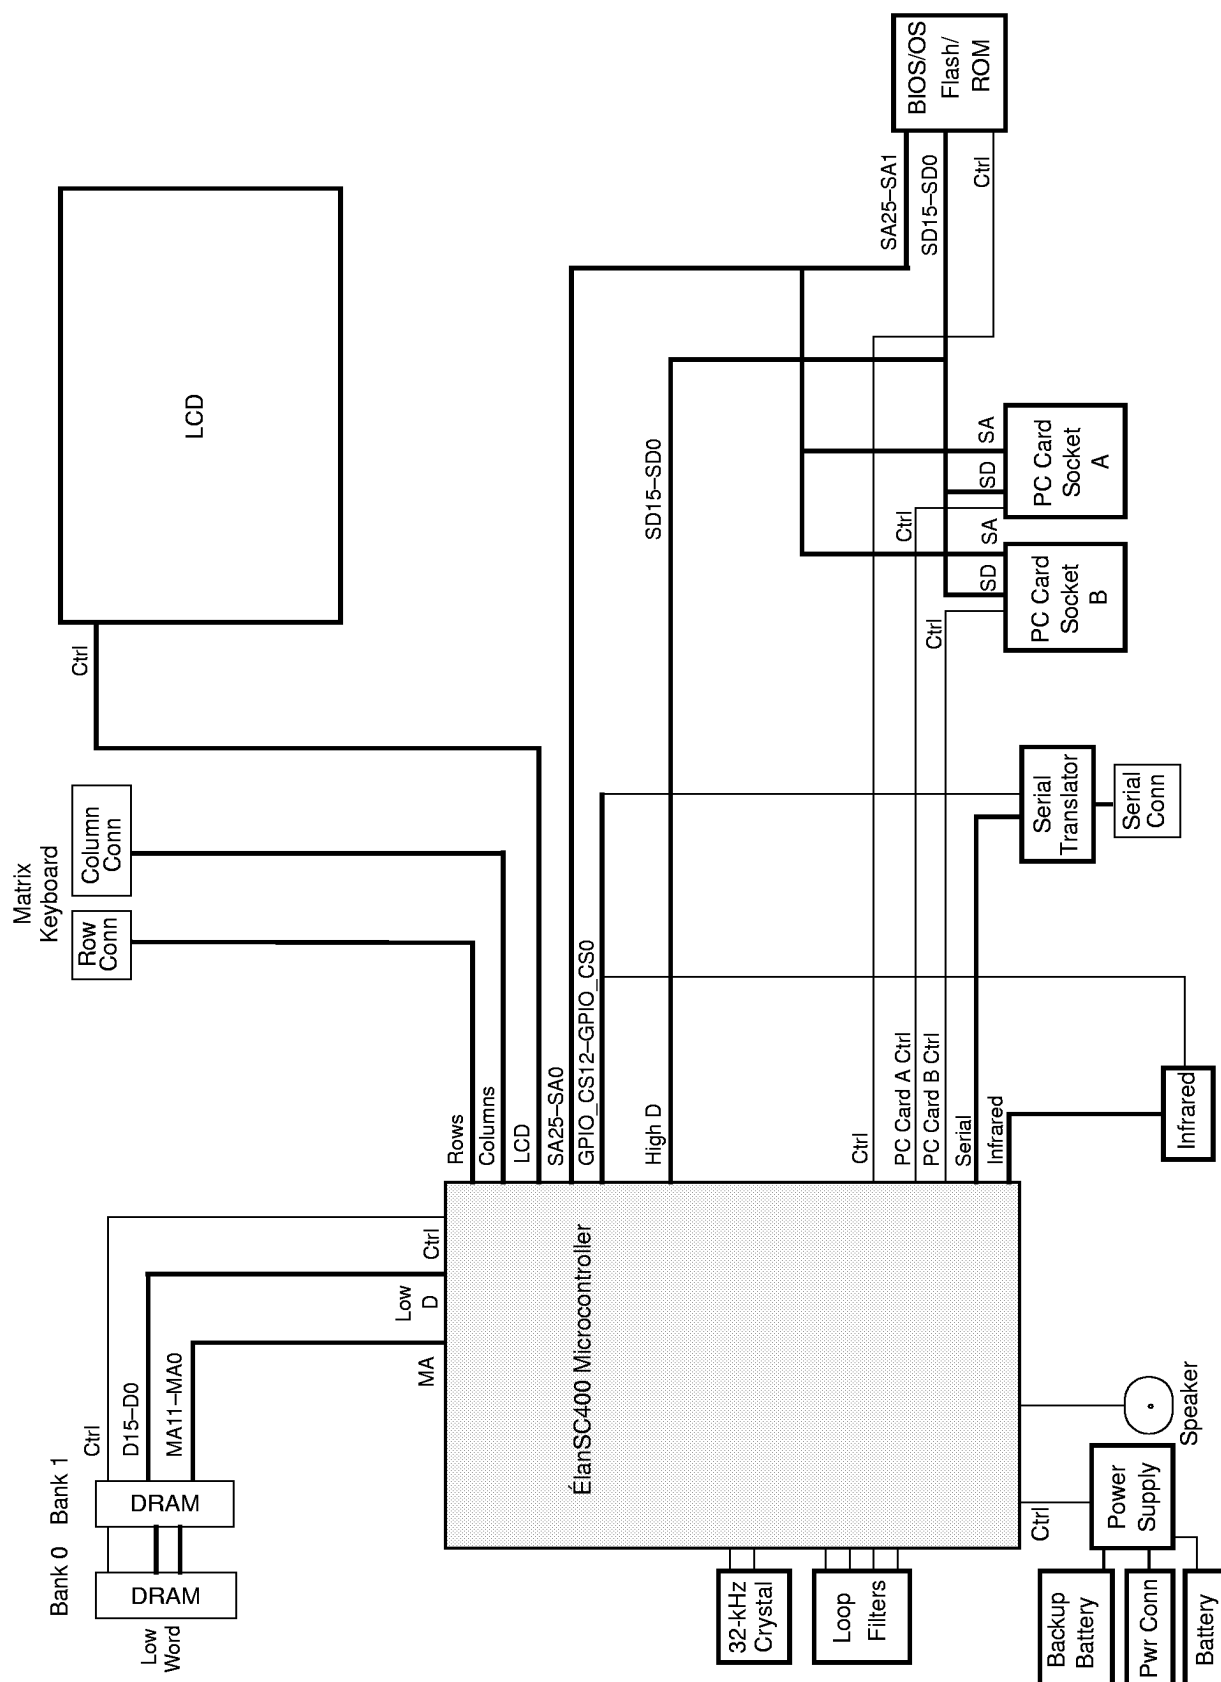 Low
Word
Bank 0
Bank 1
DRAM
DRAM
Ctrl
D15–D0
MA11–MA0
MA
Low
D
Ctrl
Matrix
Keyboard
Row
Conn
Column
Conn
Ctrl
LCD
Rows
Columns
LCD
SA25–SA0
GPIO_CS12–GPIO_CS0
High D
SD15–SD0
Ctrl
PC Card A Ctrl
PC Card B Ctrl
Serial
Infrared
ÉlanSC400 Microcontroller
32-kHz
Crystal
Loop
Filters
Backup
Battery
Pwr Conn
Battery
Power
Supply
Ctrl
Speaker
Infrared
Serial
Translator
Serial
Conn
Ctrl
SD
SA
PC Card
Socket
B
Ctrl
SD
SA
PC Card
Socket
A
SA25–SA1
SD15–SD0
Ctrl
BIOS/OS
Flash/
ROM